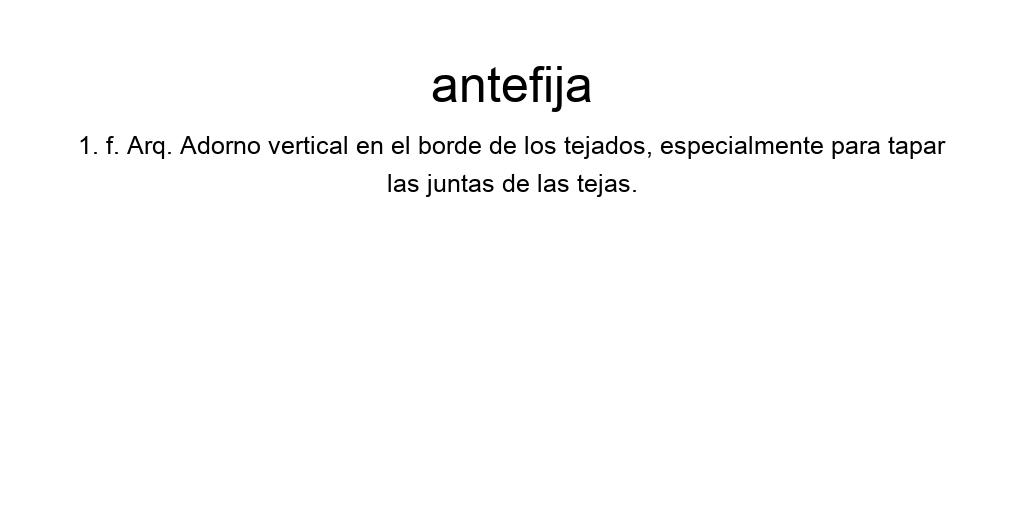 antefija
1. f. Arq. Adorno vertical en el borde de los tejados, especialmente para tapar
las juntas de las tejas.